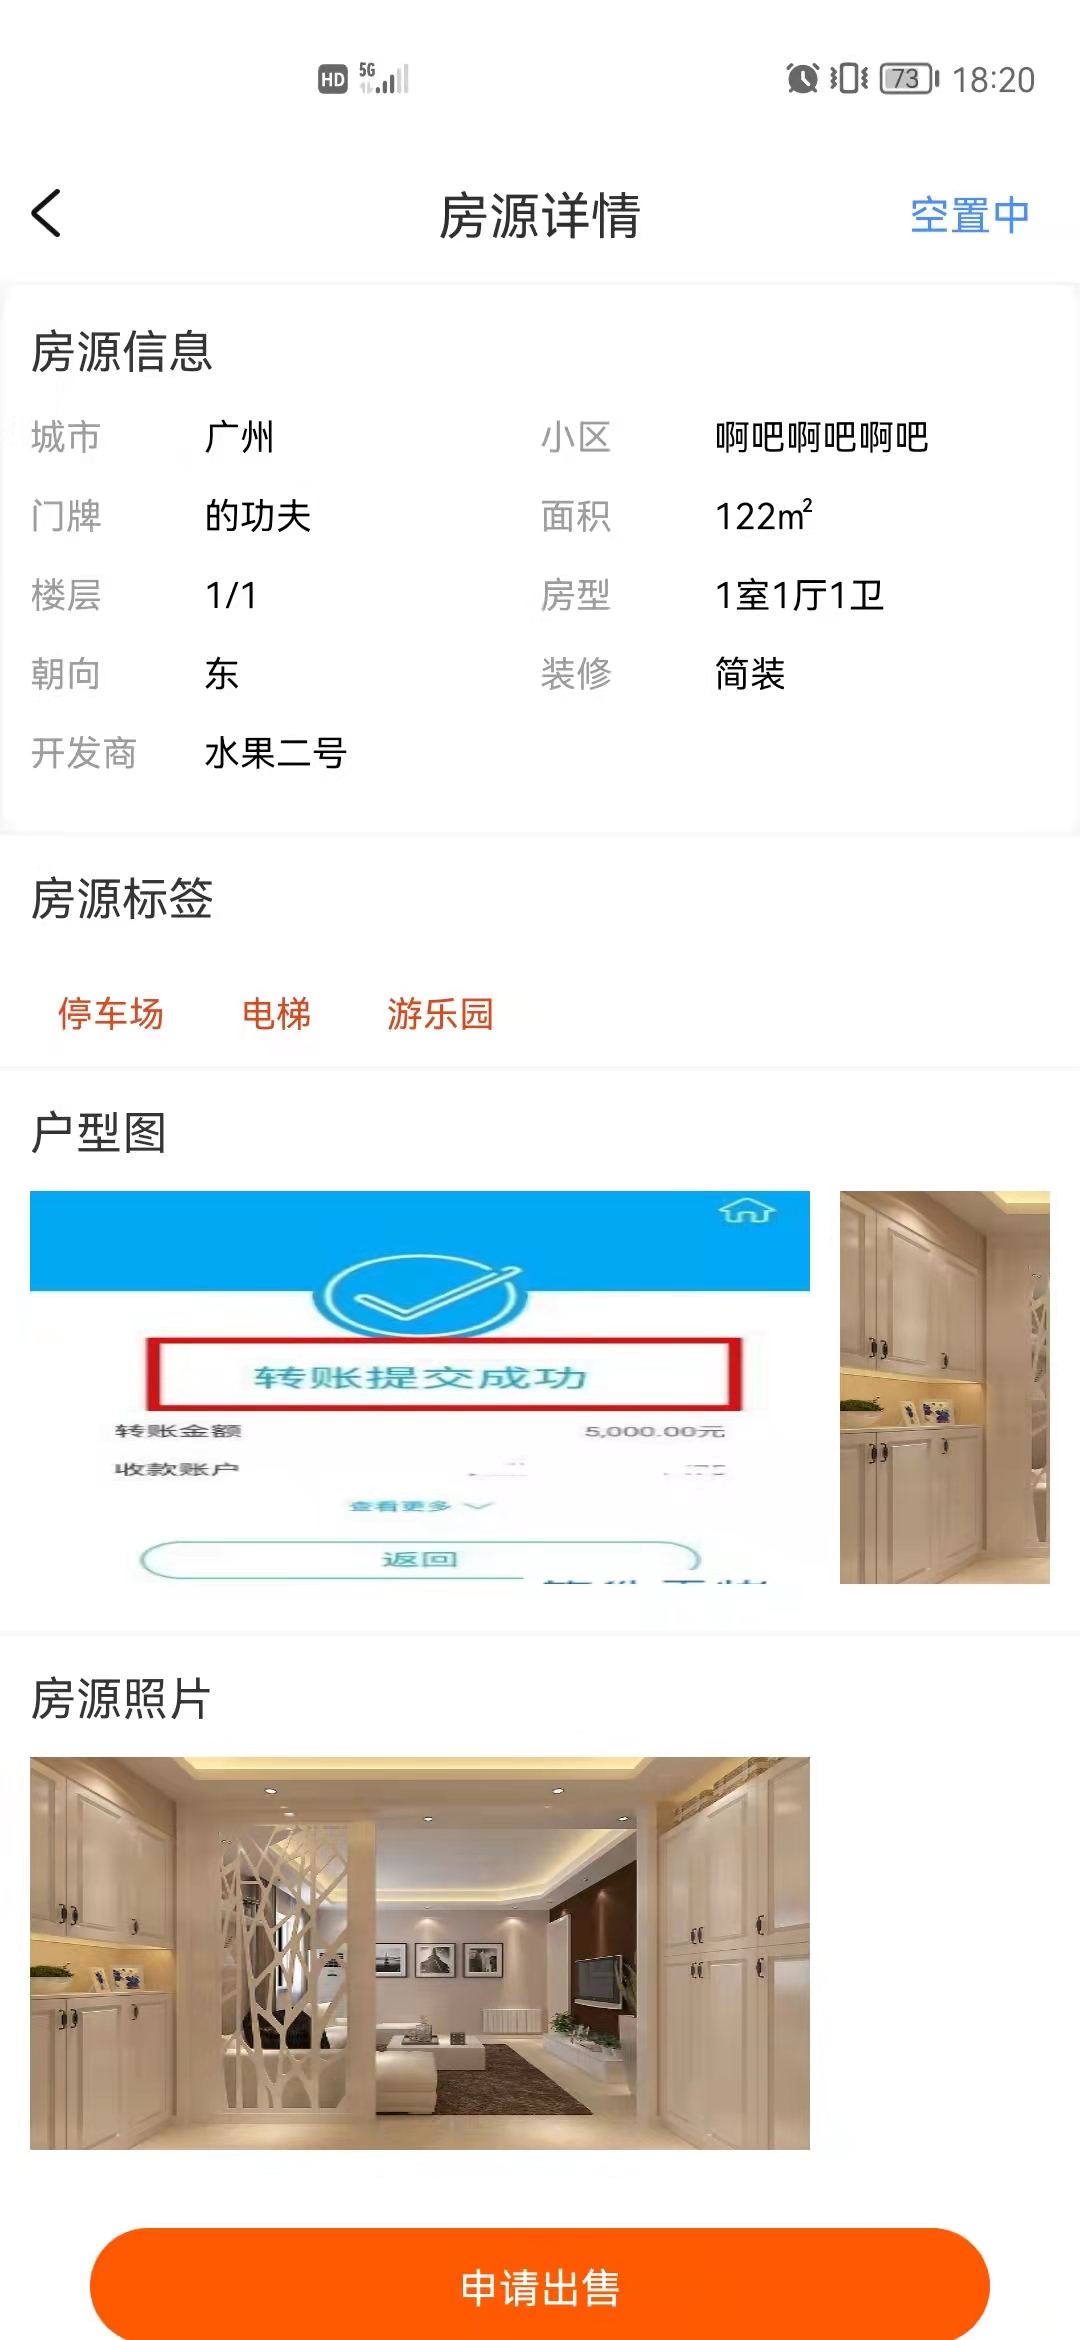 HD 5G 73 18:20
房源详情 空置中
房源信息
城市 广州 小区 啊吧啊吧啊吧
门牌 的功夫 面积 122㎡
楼层 1/1 房型 1室1厅1卫
朝向 东 装修 简装
开发商 水果二号
房源标签
停车场 电梯 游乐园
户型图
转账提交成功
转账金额 5,000.00元
收款账户
查看更多
返回
房源照片
申请出售